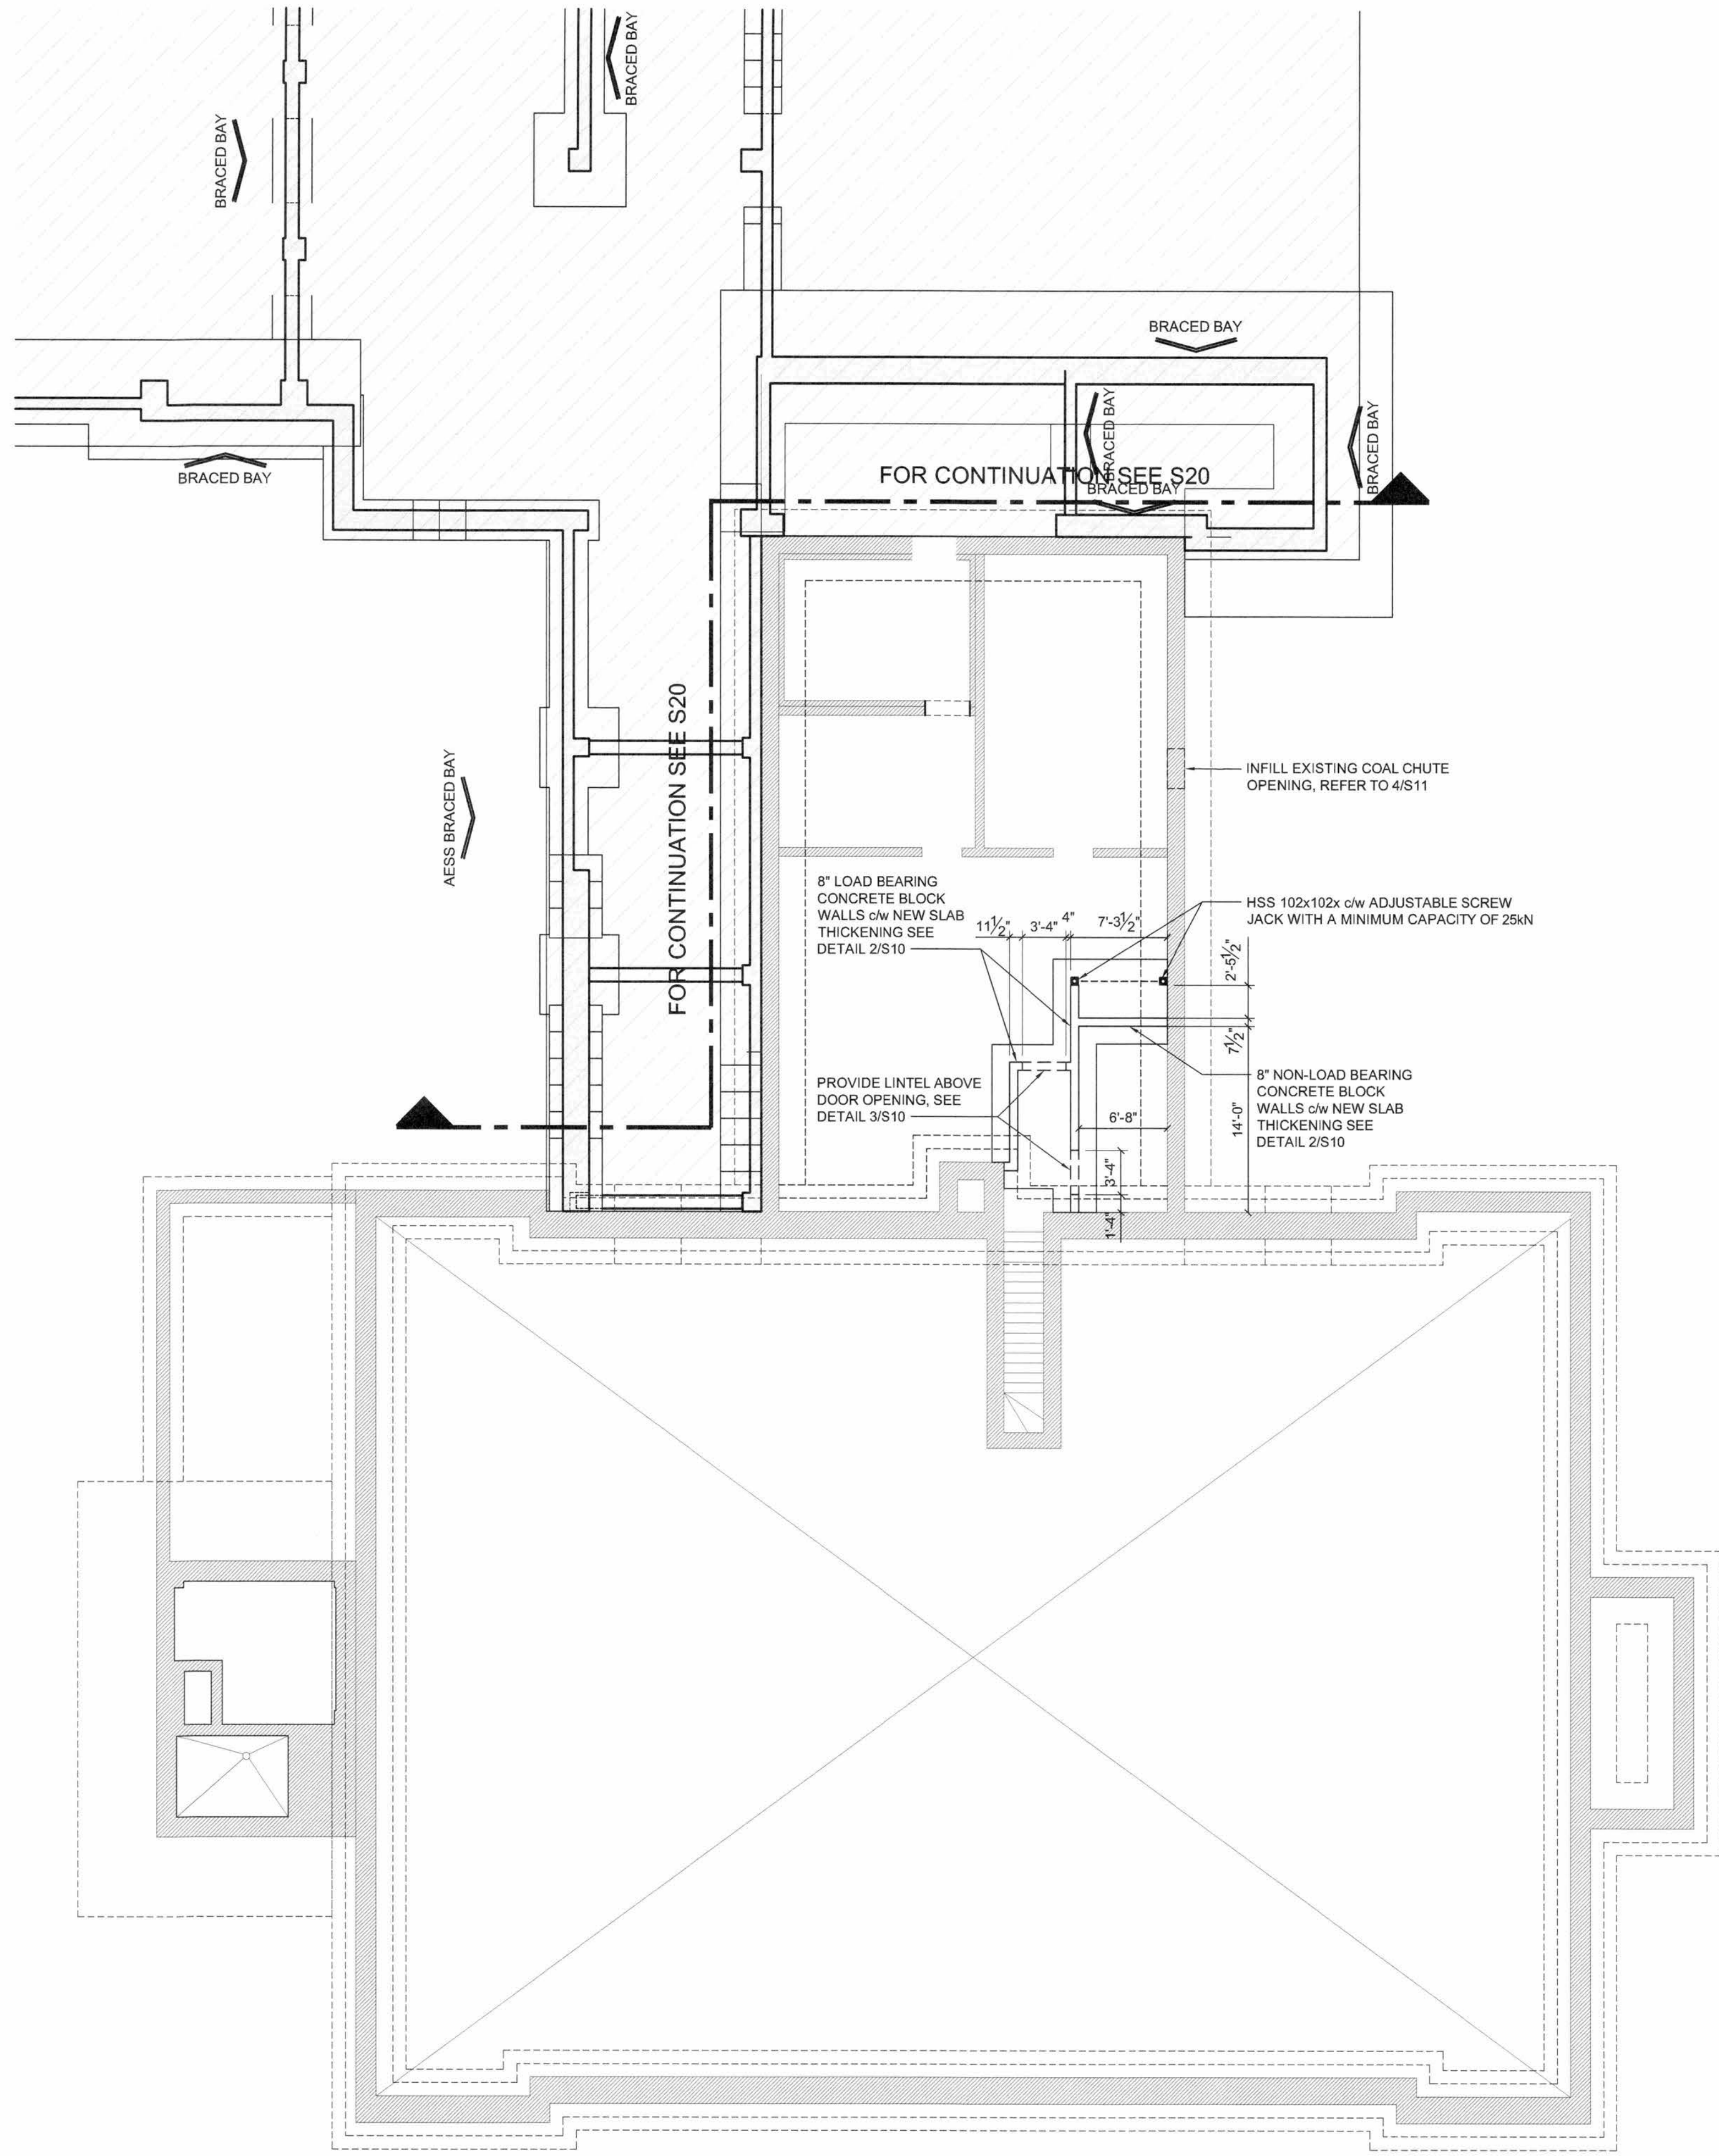 BRACED BAY
BRACED BAY
BRACED BAY
BRACED BAY
BRACED BAY
BRACED BAY
FOR CONTINUATION SEE S20
BRACED BAY
FOR CONTINUATION SEE S20
AESS BRACED BAY
INFILL EXISTING COAL CHUTE
OPENING, REFER TO 4/S11
8" LOAD BEARING
CONCRETE BLOCK
WALLS c/w NEW SLAB
THICKENING SEE
DETAIL 2/S10
11½"
3'-4"
4"
7'-3½"
HSS 102x102x c/w ADJUSTABLE SCREW
JACK WITH A MINIMUM CAPACITY OF 25kN
2'-5½"
7½"
14'-0"
8" NON-LOAD BEARING
CONCRETE BLOCK
WALLS c/w NEW SLAB
THICKENING SEE
DETAIL 2/S10
PROVIDE LINTEL ABOVE
DOOR OPENING, SEE
DETAIL 3/S10
6'-8"
3'-4"
1'-4"